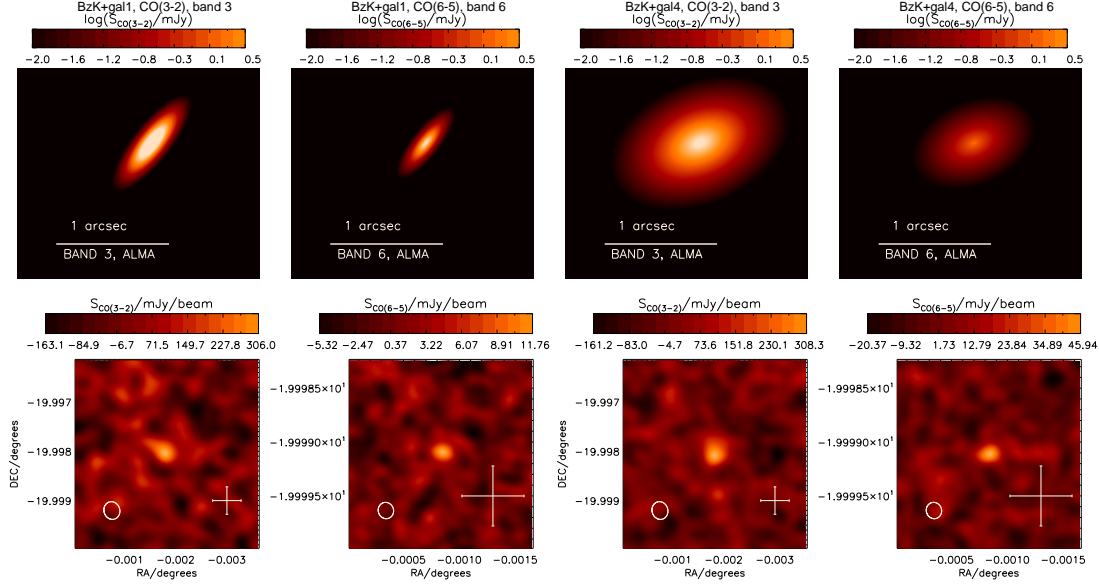 BzK+gal1, CO(3-2), band 3
log(S_CO(3-2)/mJy)
-2.0 -1.6 -1.2 -0.8 -0.3 0.1 0.5
1 arcsec
BAND 3, ALMA
BzK+gal1, CO(6-5), band 6
log(S_CO(6-5)/mJy)
-2.0 -1.6 -1.2 -0.8 -0.3 0.1 0.5
1 arcsec
BAND 6, ALMA
BzK+gal4, CO(3-2), band 3
log(S_CO(3-2)/mJy)
-2.0 -1.6 -1.2 -0.8 -0.3 0.1 0.5
1 arcsec
BAND 3, ALMA
BzK+gal4, CO(6-5), band 6
log(S_CO(6-5)/mJy)
-2.0 -1.6 -1.2 -0.8 -0.3 0.1 0.5
1 arcsec
BAND 6, ALMA
S_CO(3-2)/mJy/beam
-163.1 -84.9 -6.7 71.5 149.7 227.8 306.0
DEC/degrees
-19.997
-19.998
-19.999
-0.001 -0.002 -0.003
RA/degrees
S_CO(6-5)/mJy/beam
-5.32 -2.47 0.37 3.22 6.07 8.91 11.76
-1.99985×10¹
-1.99990×10¹
-1.99995×10¹
-0.0005 -0.0010 -0.0015
RA/degrees
S_CO(3-2)/mJy/beam
-161.2 -83.0 -4.7 73.6 151.8 230.1 308.3
DEC/degrees
-19.997
-19.998
-19.999
-0.001 -0.002 -0.003
RA/degrees
S_CO(6-5)/mJy/beam
-20.37 -9.32 1.73 12.79 23.84 34.89 45.94
-1.99985×10¹
-1.99990×10¹
-1.99995×10¹
-0.0005 -0.0010 -0.0015
RA/degrees